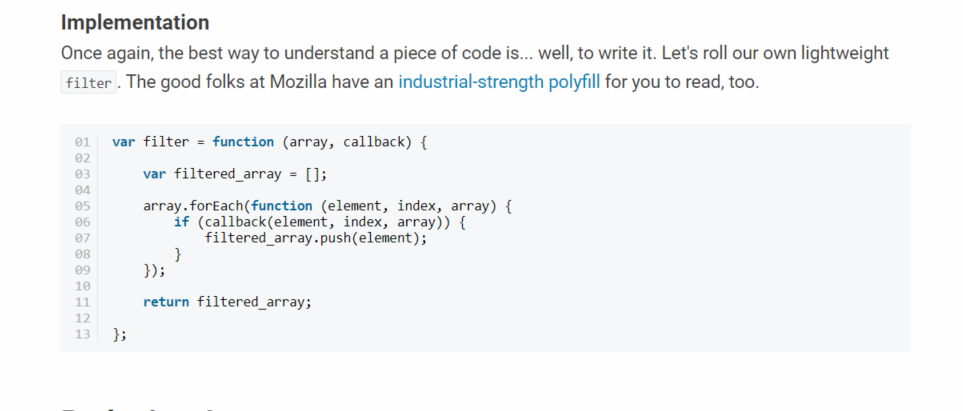 Implementation
Once again, the best way to understand a piece of code is... well, to write it. Let's roll our own lightweight
filter. The good folks at Mozilla have an industrial-strength polyfill for you to read, too.
01 var filter = function (array, callback) {
02
03     var filtered_array = [];
04
05     array.forEach(function (element, index, array) {
06         if (callback(element, index, array)) {
07             filtered_array.push(element);
08         }
09     });
10
11     return filtered_array;
12
13 };